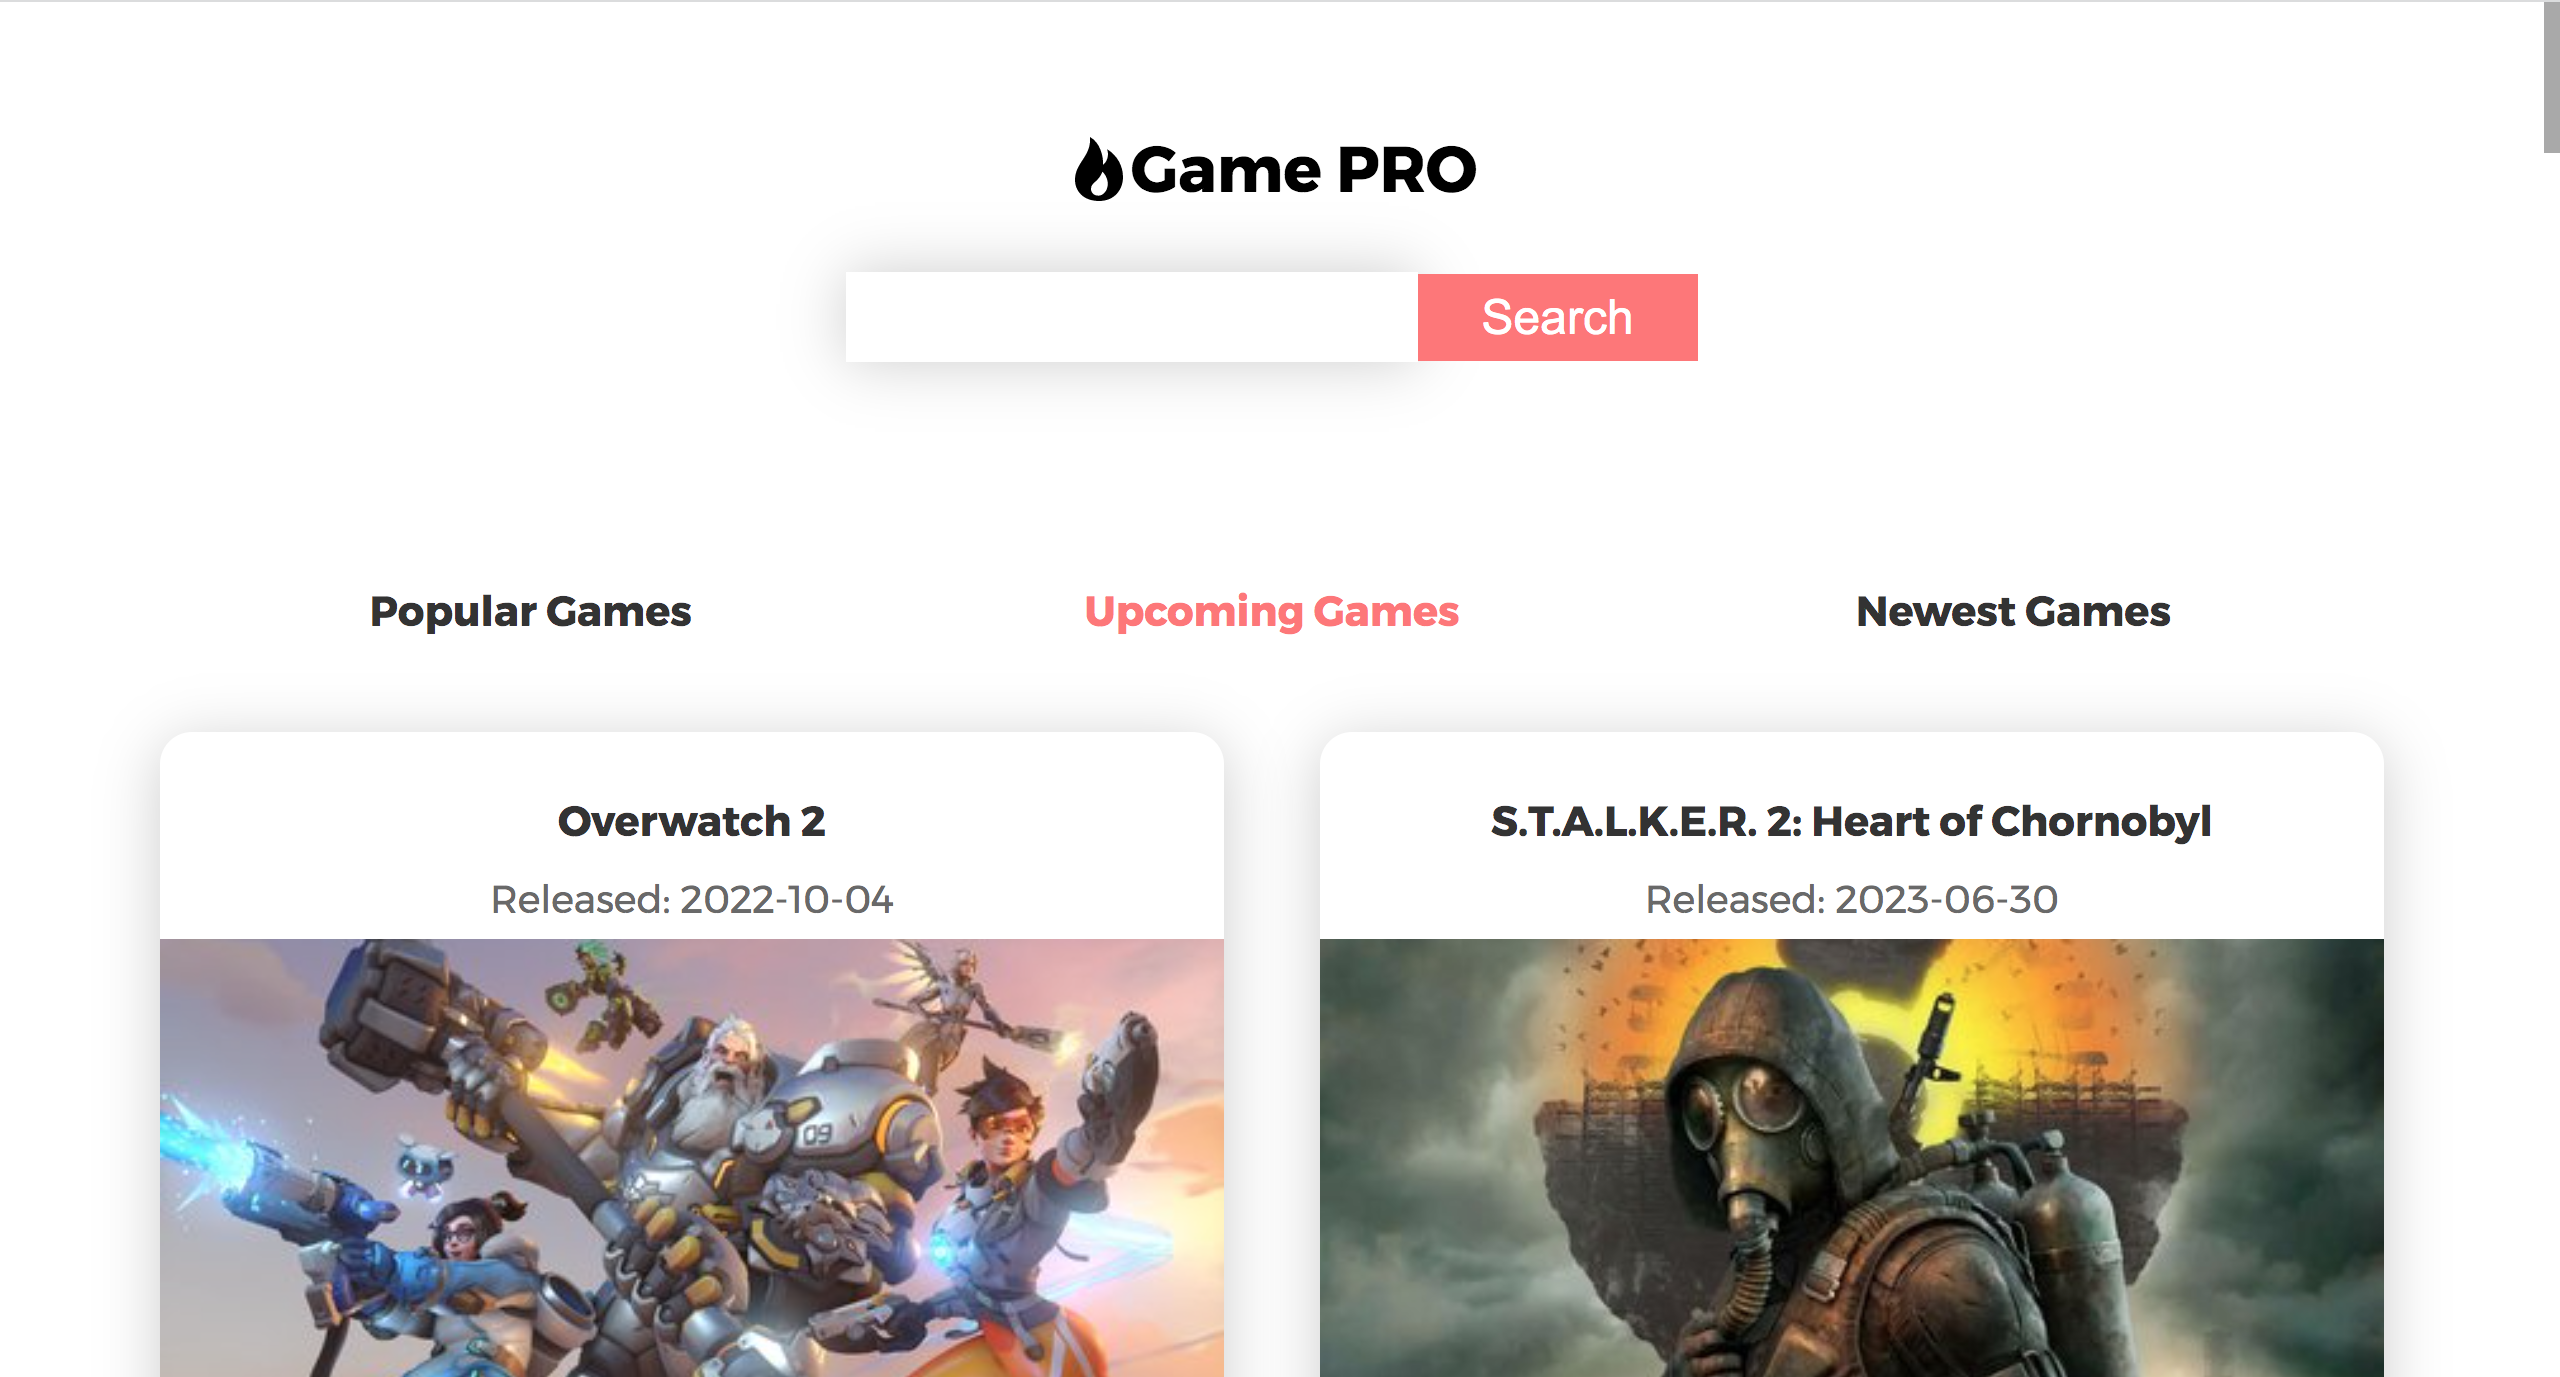 Game PRO
Search
Popular Games
Upcoming Games
Newest Games
Overwatch 2
Released: 2022-10-04
S.T.A.L.K.E.R. 2: Heart of Chornobyl
Released: 2023-06-30
09